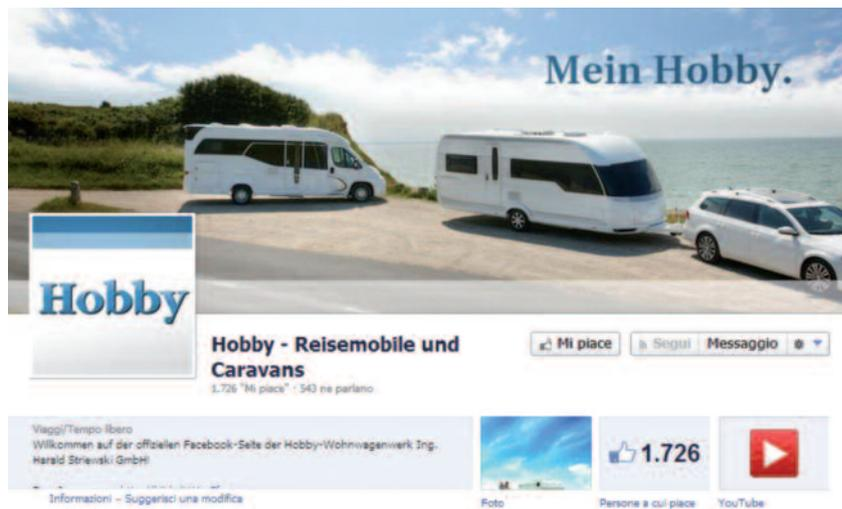 Mein Hobby.
Hobby
Hobby - Reisemobile und
Caravans
1.726 "Mi piace" · 543 ne parlano
Mi piace
Segui
Messaggio
Viaggi/Tempo libero
Willkommen auf der offiziellen Facebook-Seite der Hobby-Wohnwagenwerk Ing.
Harald Striewski GmbH!
Informazioni – Suggerisci una modifica
Foto
1.726
Persone a cui piace
YouTube